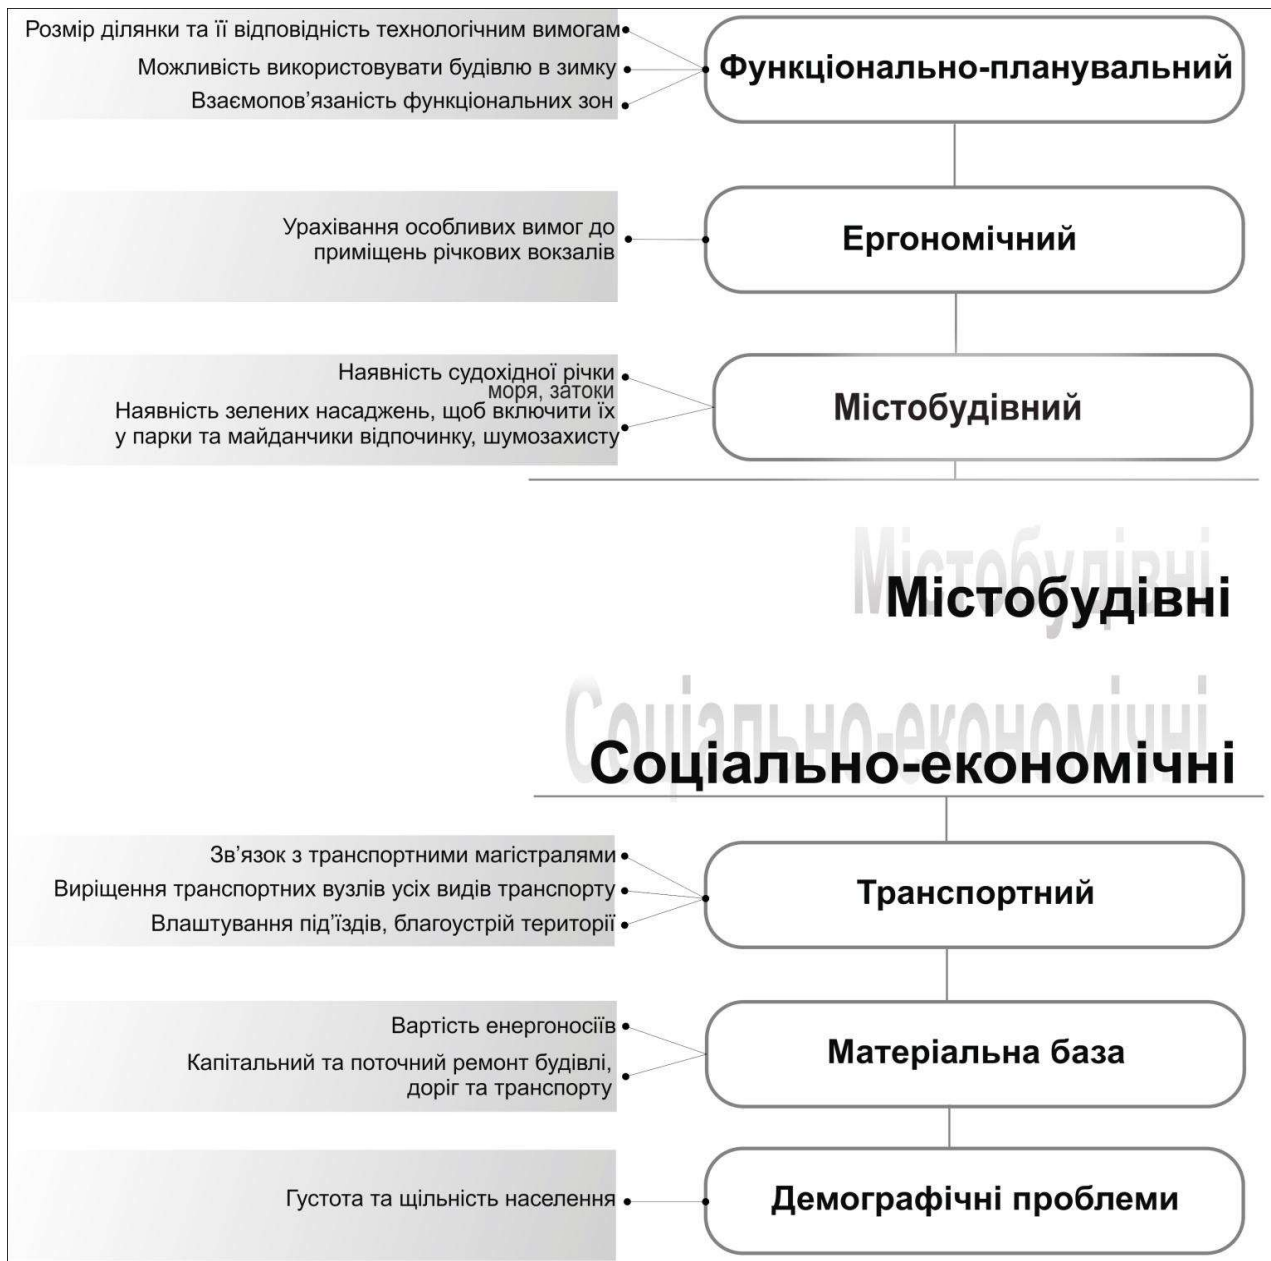 Розмір ділянки та її відповідність технологічним вимогам
Можливість використовувати будівлю в зимку
Взаємопов’язаність функціональних зон
Функціонально-планувальний
Урахівання особливих вимог до
приміщень річкових вокзалів
Ергономічний
Наявність судохідної річки
моря, затоки
Наявність зелених насаджень, щоб включити їх
у парки та майданчики відпочинку, шумозахисту
Містобудівний
Містобудівні
Містобудівні
Соціально-економічні
Соціально-економічні
Зв’язок з транспортними магістралями
Виріщення транспортних вузлів усіх видів транспорту
Влаштування під’їздів, благоустрій території
Транспортний
Вартість енергоносіїв
Капітальний та поточний ремонт будівлі,
доріг та транспорту
Матеріальна база
Густота та щільність населення
Демографічні проблеми